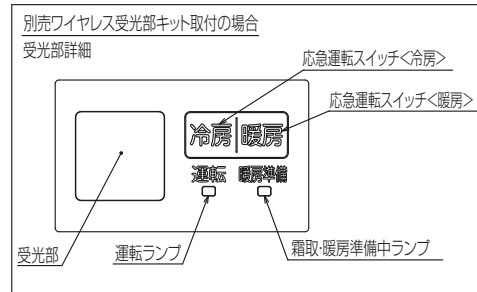 別売ワイヤレス受光部キット取付の場合
受光部詳細
応急運転スイッチ<冷房>
応急運転スイッチ<暖房>
冷房 暖房
運転 暖房準備
受光部
運転ランプ
霜取・暖房準備中ランプ